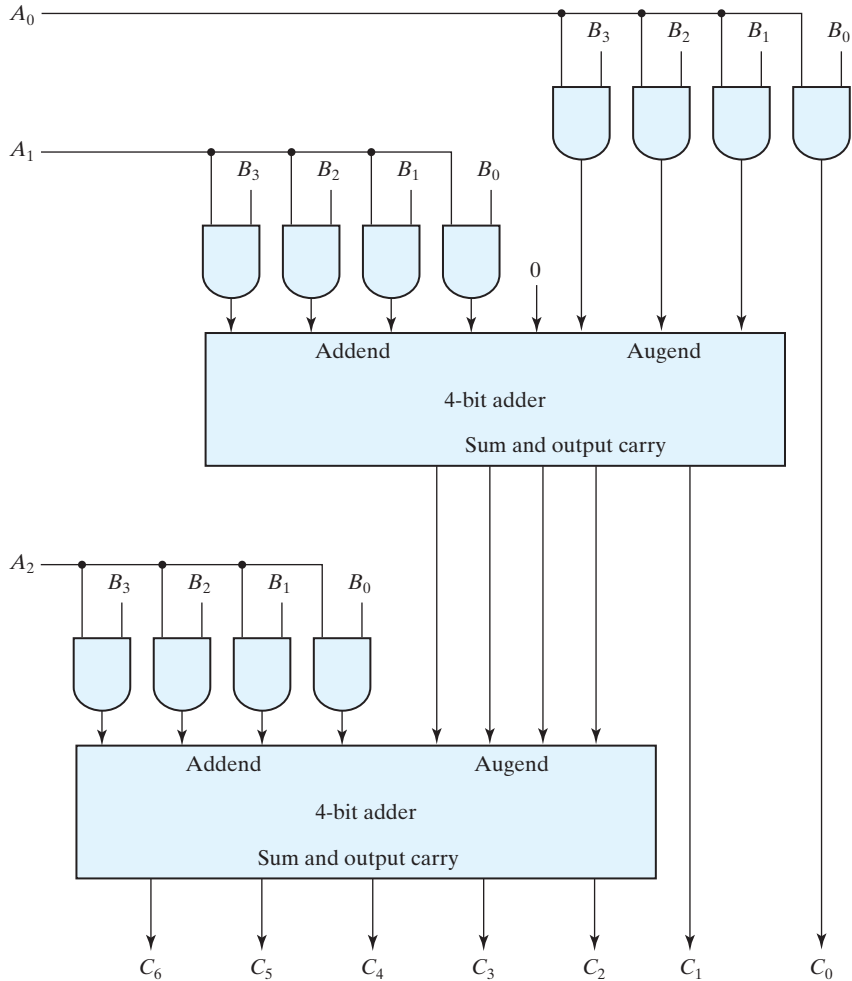 A₀
B₃ B₂ B₁ B₀
A₁
B₃ B₂ B₁ B₀
0
Addend Augend
4-bit adder
Sum and output carry
A₂
B₃ B₂ B₁ B₀
Addend Augend
4-bit adder
Sum and output carry
C₆ C₅ C₄ C₃ C₂ C₁ C₀